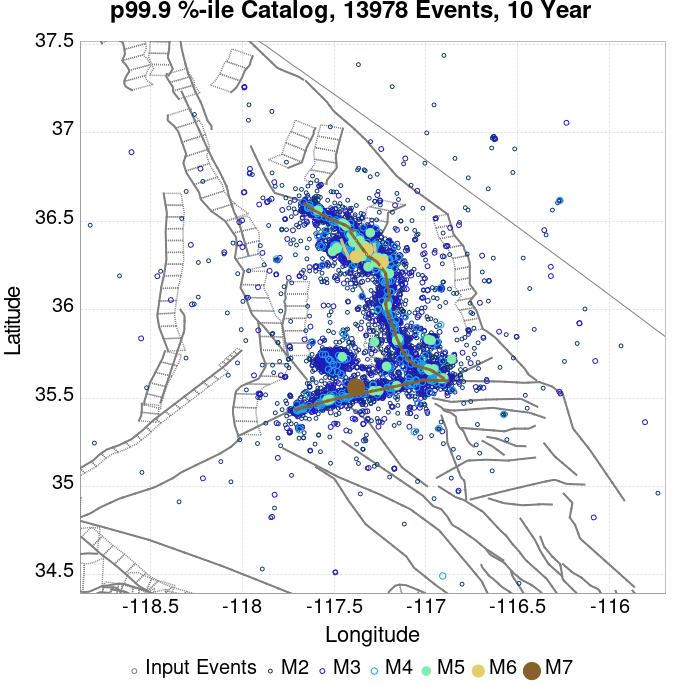 p99.9 %-ile Catalog, 13978 Events, 10 Year
37.5
37
36.5
36
35.5
35
34.5
Latitude
-118.5 -118 -117.5 -117 -116.5 -116
Longitude
Input Events M2 M3 M4 M5 M6 M7